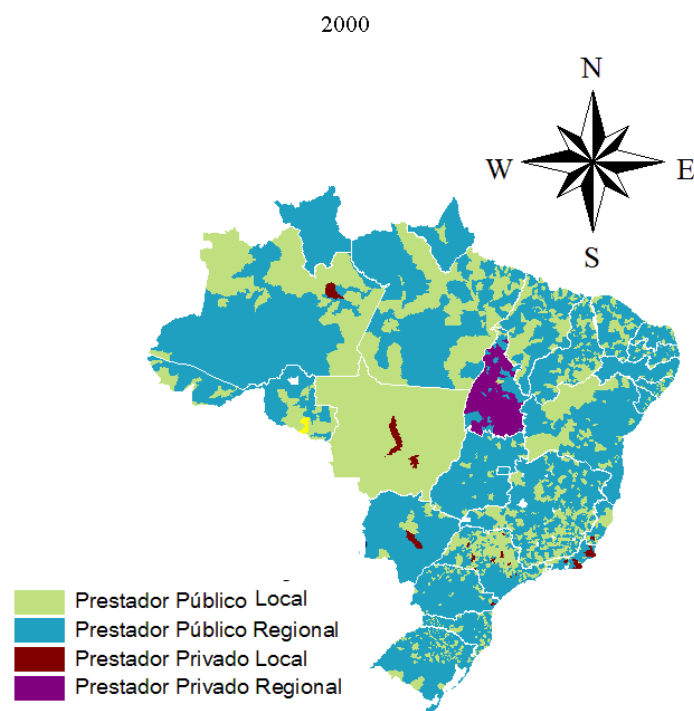 2000
N
W
E
S
Prestador Público Local
Prestador Público Regional
Prestador Privado Local
Prestador Privado Regional